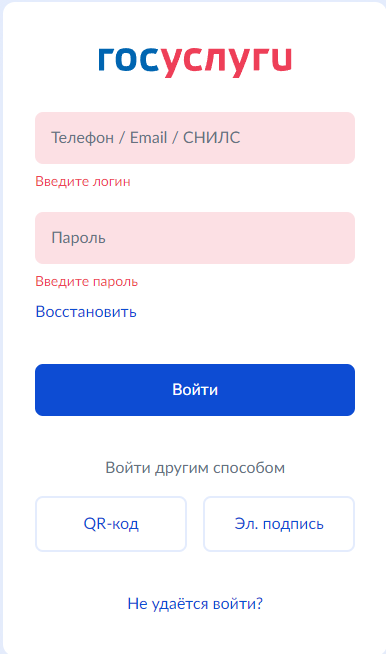 госуслуги
Телефон / Email / СНИЛС
Введите логин
Пароль
Введите пароль
Восстановить
Войти
Войти другим способом
QR-код Эл. подпись
Не удаётся войти?